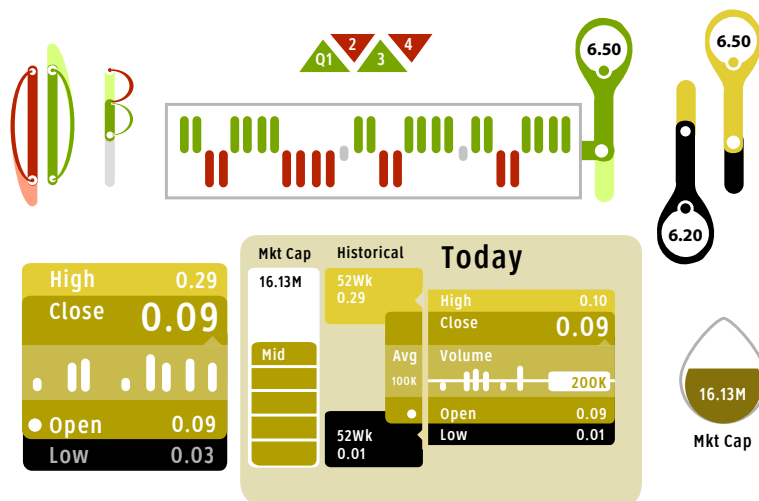 Q1 2 3 4
6.50
6.50
6.20
High 0.29
Close 0.09
Open 0.09
Low 0.03
Mkt Cap
16.13M
Mid
Historical
52Wk
0.29
Avg
100K
52Wk
0.01
Today
High 0.10
Close 0.09
Volume
200K
Open 0.09
Low 0.01
16.13M
Mkt Cap